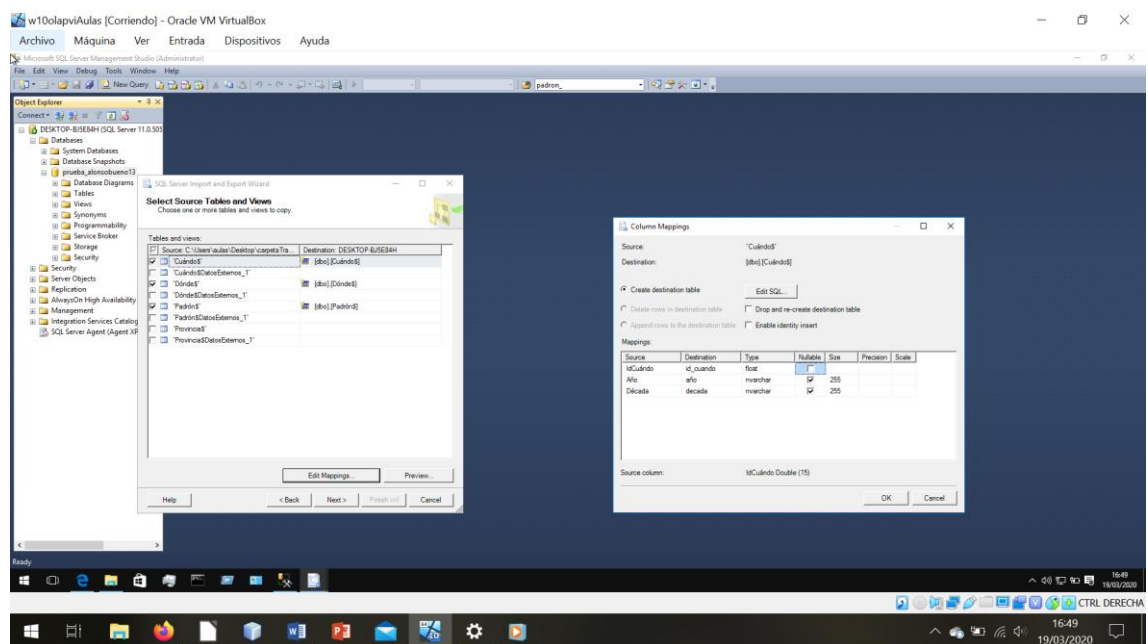 w10olapviAulas [Corriendo] - Oracle VM VirtualBox
Archivo Máquina Ver Entrada Dispositivos Ayuda
Microsoft SQL Server Management Studio (Administrator)
File Edit View Debug Tools Window Help
New Query
padron_
Object Explorer
Connect
DESKTOP-BJ5E84H (SQL Server 11.0.505
Databases
System Databases
Database Snapshots
prueba_alonsobueno13
Database Diagrams
Tables
Views
Synonyms
Programmability
Service Broker
Storage
Security
Security
Server Objects
Replication
AlwaysOn High Availability
Management
Integration Services Catalog
SQL Server Agent (Agent XP
SQL Server Import and Export Wizard
Select Source Tables and Views
Choose one or more tables and views to copy.
Tables and views:
Source: C:\Users\aulas\Desktop\carpetaTra... Destination: DESKTOP-BJ5E84H
'Cuándo$' [dbo].[Cuándo$]
'Cuándo$DatosExternos_1'
'Dónde$' [dbo].[Dónde$]
'Dónde$DatosExternos_1'
'Padrón$' [dbo].[Padrón$]
'Padrón$DatosExternos_1'
'Provincia$'
'Provincia$DatosExternos_1'
Edit Mappings... Preview...
Help < Back Next > Finish >>| Cancel
Column Mappings
Source: 'Cuándo$'
Destination: [dbo].[Cuándo$]
Create destination table Edit SQL...
Delete rows in destination table Drop and re-create destination table
Append rows to the destination table Enable identity insert
Mappings:
Source Destination Type Nullable Size Precision Scale
IdCuándo id_cuando float
Año año nvarchar 255
Década decada nvarchar 255
Source column: IdCuándo Double (15)
OK Cancel
Ready
16:49
19/03/2020
CTRL DERECHA
16:49
19/03/2020